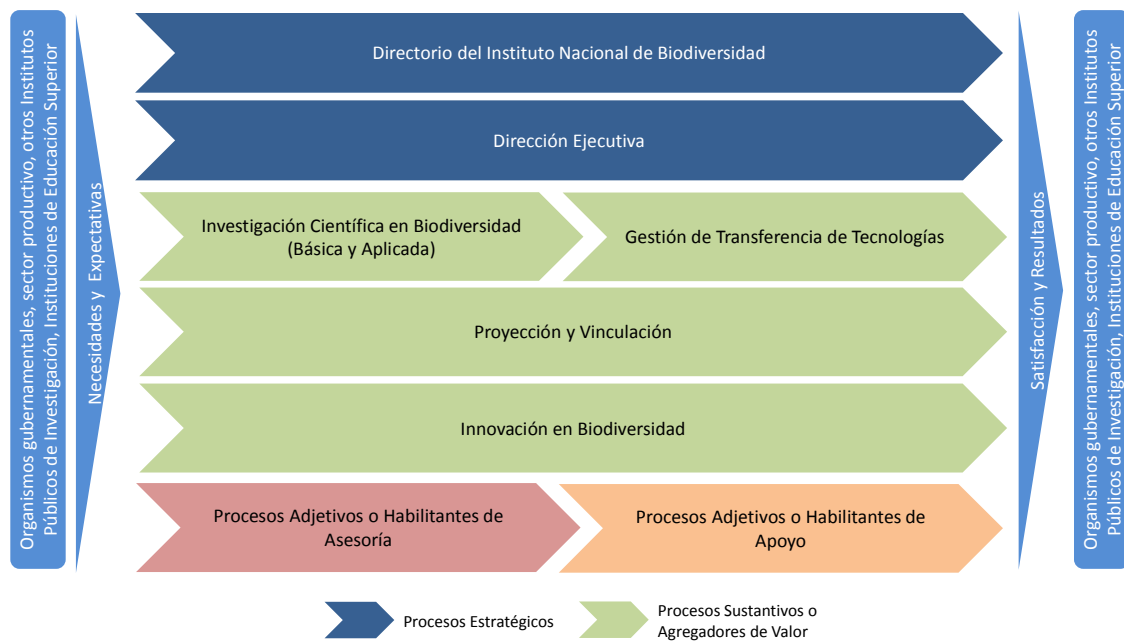 Organismos gubernamentales, sector productivo, otros Institutos
Públicos de Investigación, Instituciones de Educación Superior
Necesidades y Expectativas
Directorio del Instituto Nacional de Biodiversidad
Dirección Ejecutiva
Investigación Científica en Biodiversidad
(Básica y Aplicada)
Gestión de Transferencia de Tecnologías
Proyección y Vinculación
Innovación en Biodiversidad
Procesos Adjetivos o Habilitantes de
Asesoría
Procesos Adjetivos o Habilitantes de
Apoyo
Satisfacción y Resultados
Organismos gubernamentales, sector productivo, otros Institutos
Públicos de Investigación, Instituciones de Educación Superior
Procesos Estratégicos
Procesos Sustantivos o
Agregadores de Valor